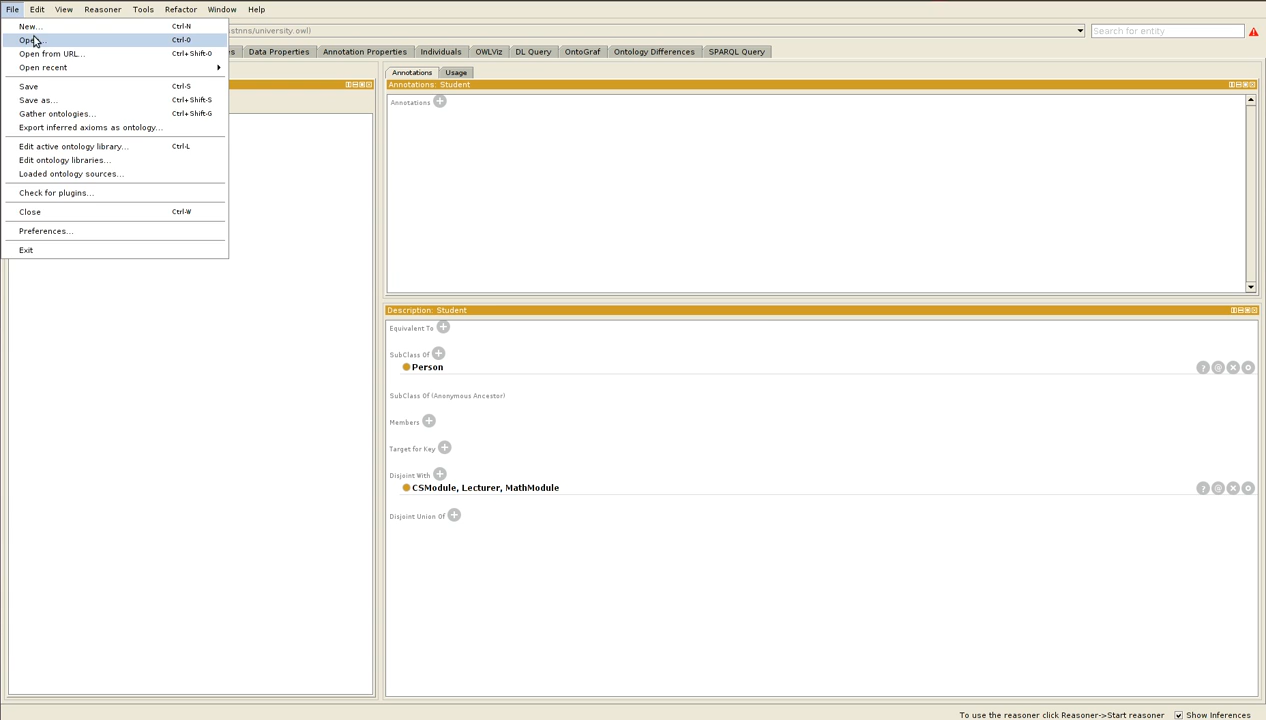 File Edit View Reasoner Tools Refactor Window Help
New... Ctrl-N
Ope Ctrl-O
Open from URL... Ctrl+Shift-O
Open recent
Save Ctrl-S
Save as... Ctrl+Shift-S
Gather ontologies... Ctrl+Shift-G
Export inferred axioms as ontology...
Edit active ontology library... Ctrl-L
Edit ontology libraries...
Loaded ontology sources...
Check for plugins...
Close Ctrl-W
Preferences...
Exit
stnns/university.owl)
Search for entity
Data Properties Annotation Properties Individuals OWLViz DL Query OntoGraf Ontology Differences SPARQL Query
Annotations Usage
Annotations: Student
Annotations
Description: Student
Equivalent To
SubClass Of
Person
SubClass Of (Anonymous Ancestor)
Members
Target for Key
Disjoint With
CSModule, Lecturer, MathModule
Disjoint Union Of
To use the reasoner click Reasoner->Start reasoner Show Inferences